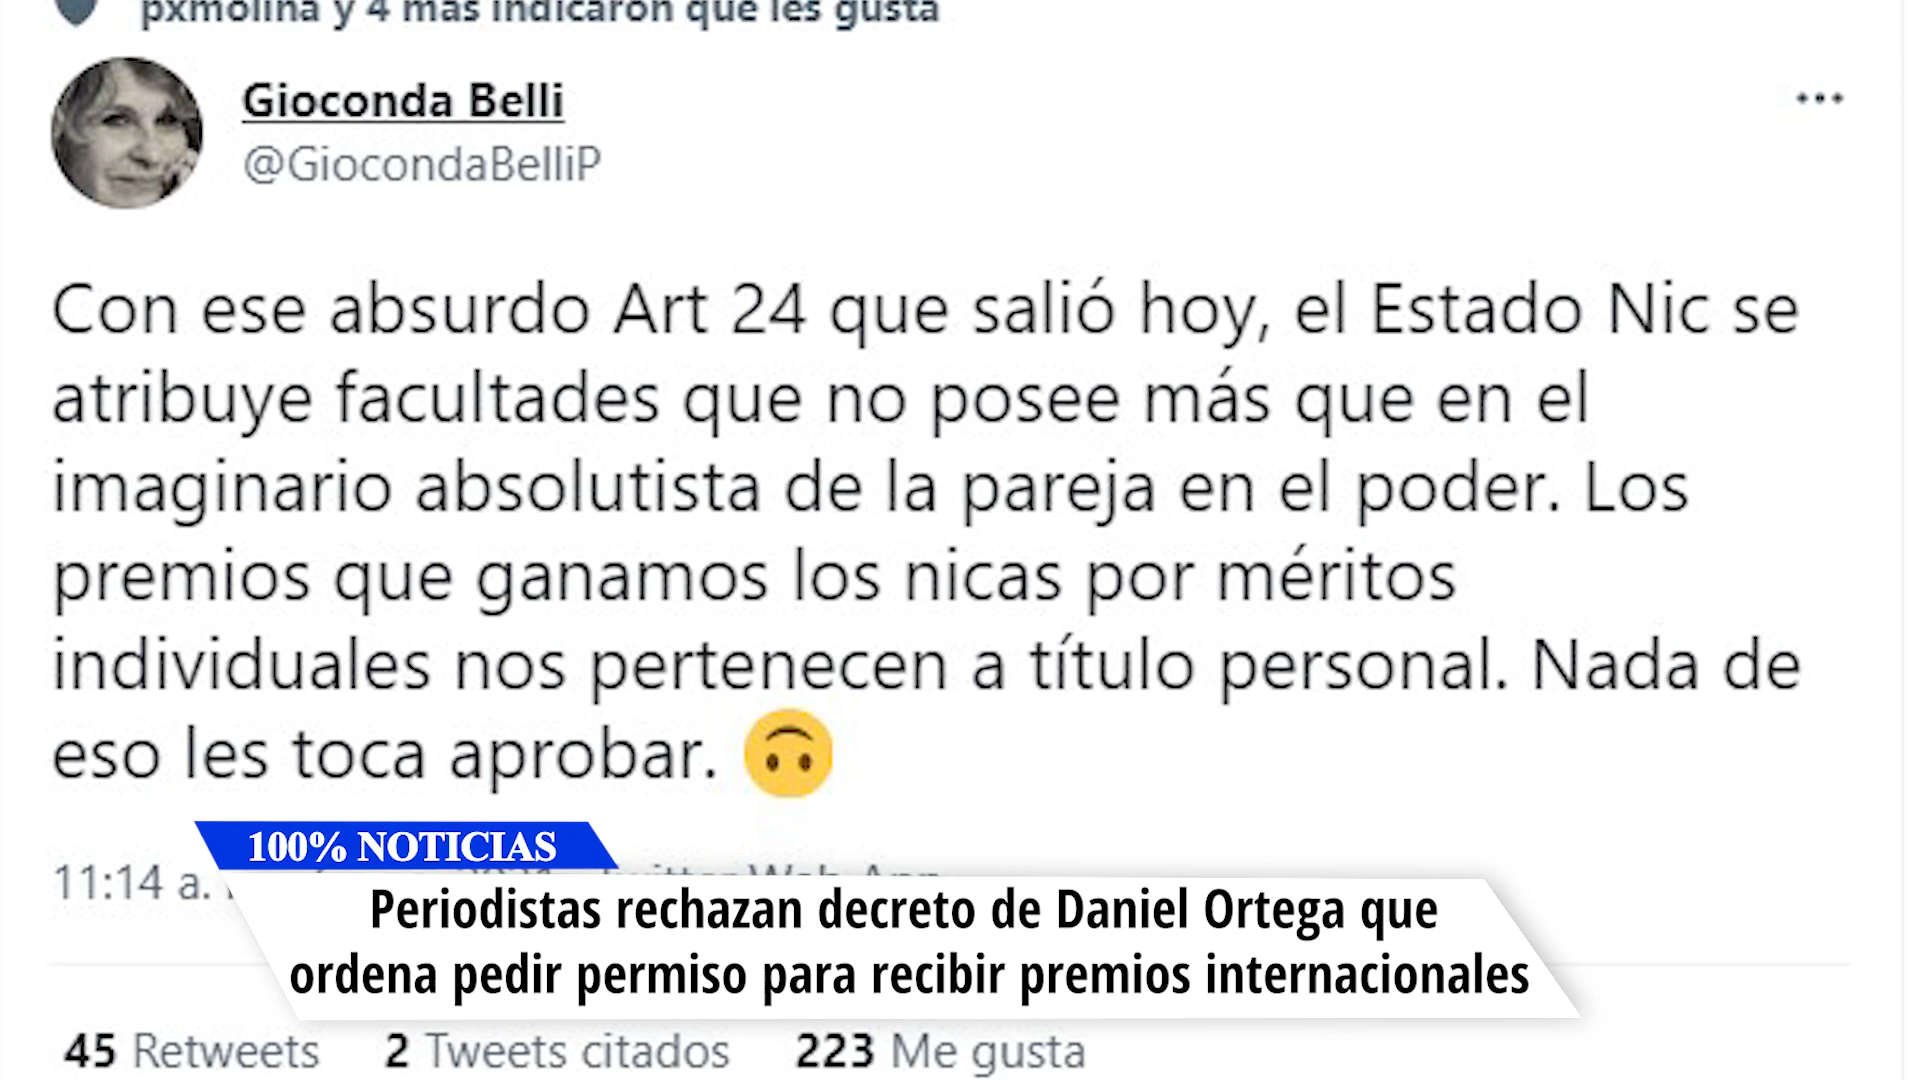 pxmolina y 4 más indicaron que les gusta
Gioconda Belli
@GiocondaBelliP
Con ese absurdo Art 24 que salió hoy, el Estado Nic se
atribuye facultades que no posee más que en el
imaginario absolutista de la pareja en el poder. Los
premios que ganamos los nicas por méritos
individuales nos pertenecen a título personal. Nada de
eso les toca aprobar. 🙃
100% NOTICIAS
11:14 a. Twitter Web App
Periodistas rechazan decreto de Daniel Ortega que
ordena pedir permiso para recibir premios internacionales
45 Retweets 2 Tweets citados 223 Me gusta